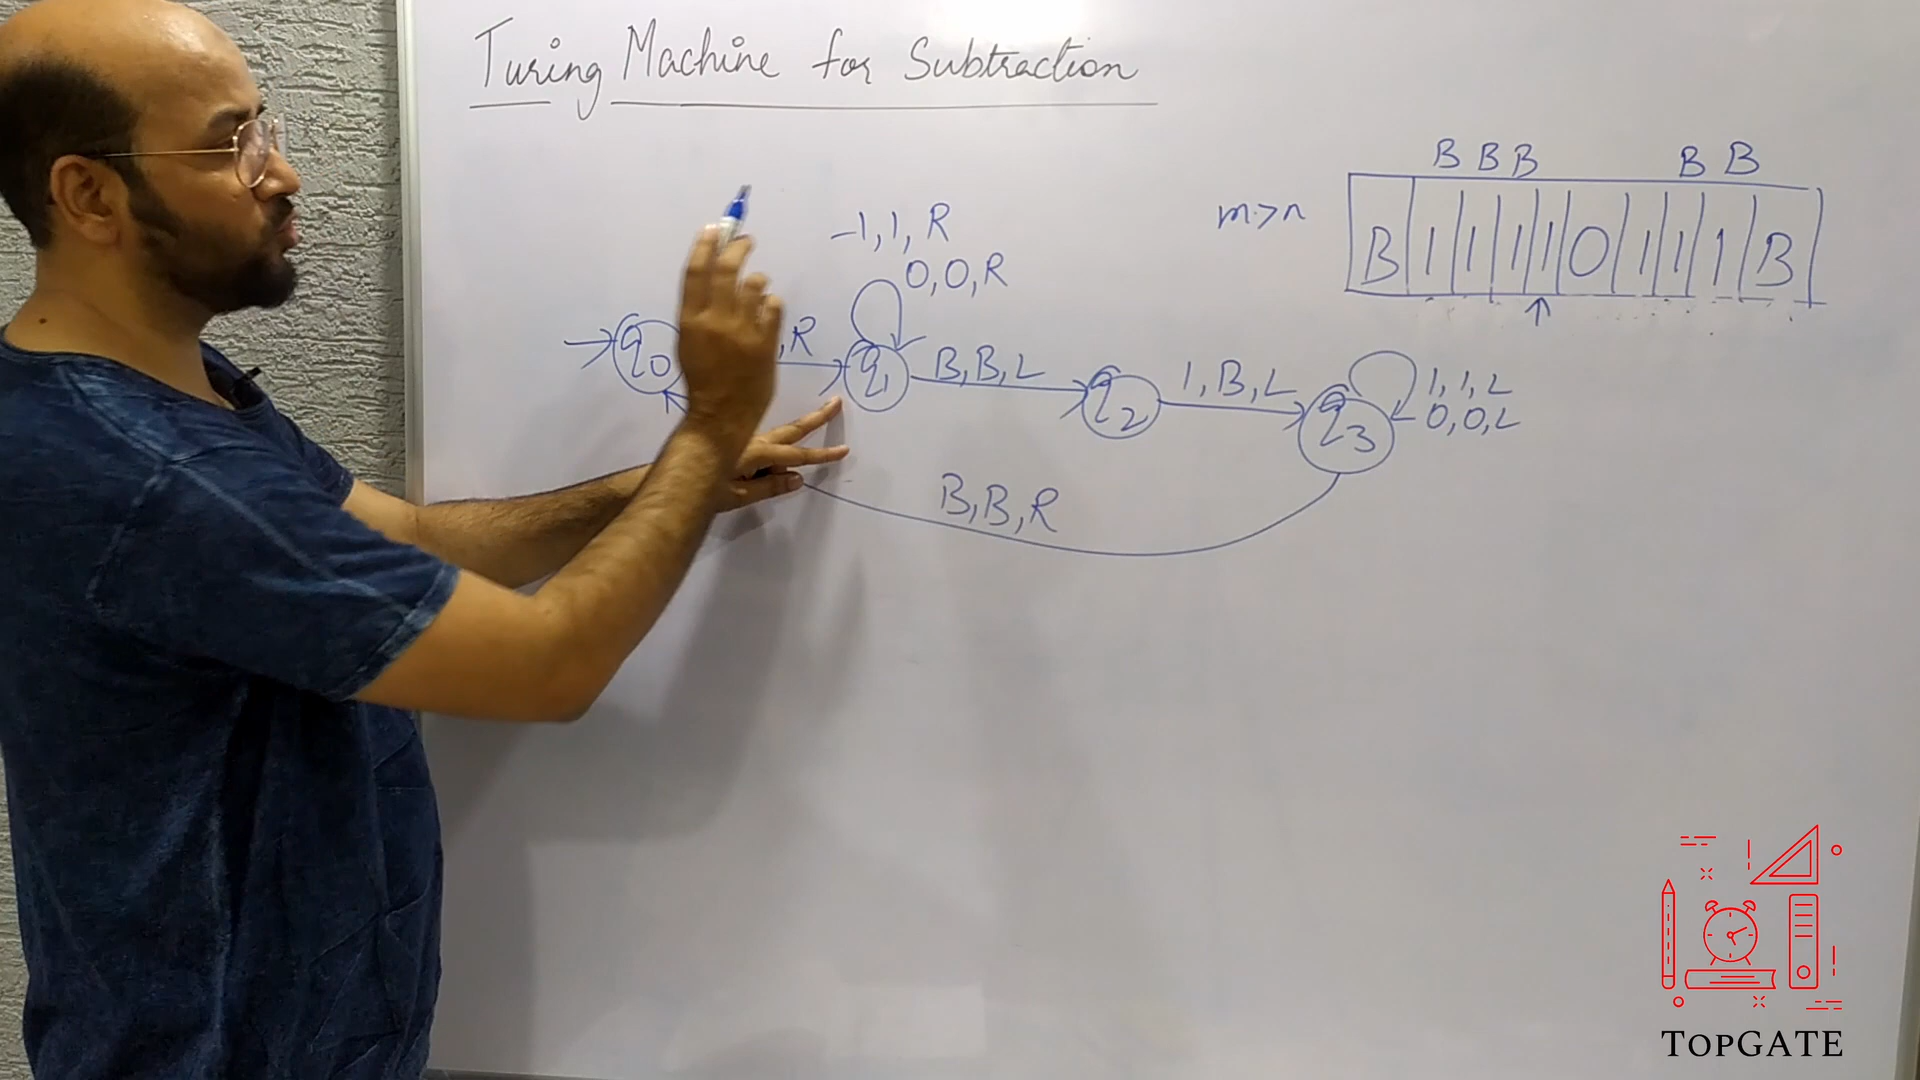 Turing Machine for Subtraction
B B B B B
m>n
B 1 1 1 1 0 1 1 1 B
1, 1, R
0, 0, R
q0
, R
q1
B, B, L
q2
1, B, L
q3
1, 1, L
0, 0, L
B, B, R
TOPGATE